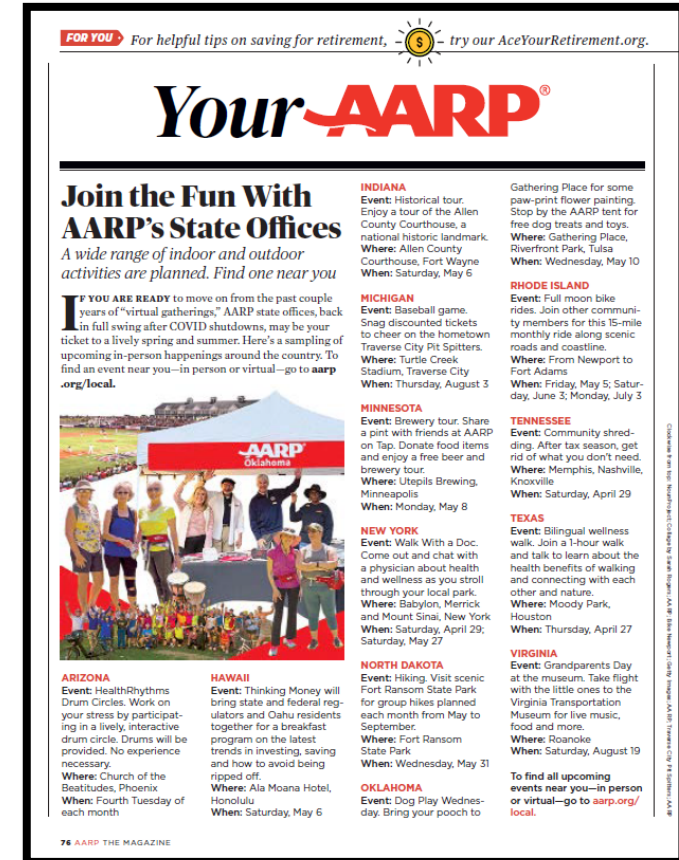 FOR YOU
For helpful tips on saving for retirement, $ try our AceYourRetirement.org.
Your AARP®
Join the Fun With
AARP's State Offices
A wide range of indoor and outdoor
activities are planned. Find one near you
IF YOU ARE READY to move on from the past couple
years of “virtual gatherings,” AARP state offices, back
in full swing after COVID shutdowns, may be your
ticket to a lively spring and summer. Here’s a sampling of
upcoming in-person happenings around the country. To
find an event near you—in person or virtual—go to aarp
.org/local.
AARP
Oklahoma
ARIZONA
Event: HealthRhythms
Drum Circles. Work on
your stress by participat-
ing in a lively, interactive
drum circle. Drums will be
provided. No experience
necessary.
Where: Church of the
Beatitudes, Phoenix
When: Fourth Tuesday of
each month
HAWAII
Event: Thinking Money will
bring state and federal reg-
ulators and Oahu residents
together for a breakfast
program on the latest
trends in investing, saving
and how to avoid being
ripped off.
Where: Ala Moana Hotel,
Honolulu
When: Saturday, May 6
INDIANA
Event: Historical tour.
Enjoy a tour of the Allen
County Courthouse, a
national historic landmark.
Where: Allen County
Courthouse, Fort Wayne
When: Saturday, May 6
MICHIGAN
Event: Baseball game.
Snag discounted tickets
to cheer on the hometown
Traverse City Pit Spitters.
Where: Turtle Creek
Stadium, Traverse City
When: Thursday, August 3
MINNESOTA
Event: Brewery tour. Share
a pint with friends at AARP
on Tap. Donate food items
and enjoy a free beer and
brewery tour.
Where: Utepils Brewing,
Minneapolis
When: Monday, May 8
NEW YORK
Event: Walk With a Doc.
Come out and chat with
a physician about health
and wellness as you stroll
through your local park.
Where: Babylon, Merrick
and Mount Sinai, New York
When: Saturday, April 29;
Saturday, May 27
NORTH DAKOTA
Event: Hiking. Visit scenic
Fort Ransom State Park
for group hikes planned
each month from May to
September.
Where: Fort Ransom
State Park
When: Wednesday, May 31
OKLAHOMA
Event: Dog Play Wednes-
day. Bring your pooch to
Gathering Place for some
paw-print flower painting.
Stop by the AARP tent for
free dog treats and toys.
Where: Gathering Place,
Riverfront Park, Tulsa
When: Wednesday, May 10
RHODE ISLAND
Event: Full moon bike
rides. Join other communi-
ty members for this 15-mile
monthly ride along scenic
roads and coastline.
Where: From Newport to
Fort Adams
When: Friday, May 5; Satur-
day, June 3; Monday, July 3
TENNESSEE
Event: Community shred-
ding. After tax season, get
rid of what you don't need.
Where: Memphis, Nashville,
Knoxville
When: Saturday, April 29
TEXAS
Event: Bilingual wellness
walk. Join a 1-hour walk
and talk to learn about the
health benefits of walking
and connecting with each
other and nature.
Where: Moody Park,
Houston
When: Thursday, April 27
VIRGINIA
Event: Grandparents Day
at the museum. Take flight
with the little ones to the
Virginia Transportation
Museum for live music,
food and more.
Where: Roanoke
When: Saturday, August 19
To find all upcoming
events near you—in person
or virtual—go to aarp.org/
local.
Clockwise from top: NounProject; Collage by Sarah Rogers; AARP; Bike Newport; Getty Images; AARP; Traverse City Pit Spitters; AARP
76 AARP THE MAGAZINE